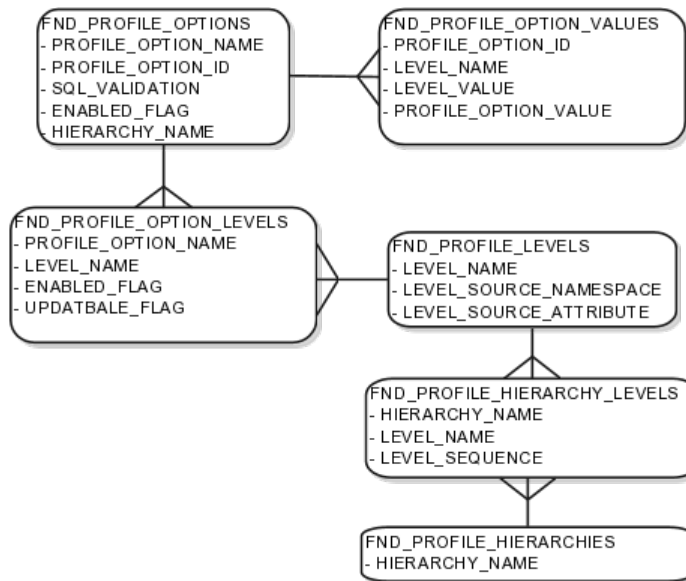 FND_PROFILE_OPTIONS
- PROFILE_OPTION_NAME
- PROFILE_OPTION_ID
- SQL_VALIDATION
- ENABLED_FLAG
- HIERARCHY_NAME
FND_PROFILE_OPTION_VALUES
- PROFILE_OPTION_ID
- LEVEL_NAME
- LEVEL_VALUE
- PROFILE_OPTION_VALUE
FND_PROFILE_OPTION_LEVELS
- PROFILE_OPTION_NAME
- LEVEL_NAME
- ENABLED_FLAG
- UPDATBALE_FLAG
FND_PROFILE_LEVELS
- LEVEL_NAME
- LEVEL_SOURCE_NAMESPACE
- LEVEL_SOURCE_ATTRIBUTE
FND_PROFILE_HIERARCHY_LEVELS
- HIERARCHY_NAME
- LEVEL_NAME
- LEVEL_SEQUENCE
FND_PROFILE_HIERARCHIES
- HIERARCHY_NAME